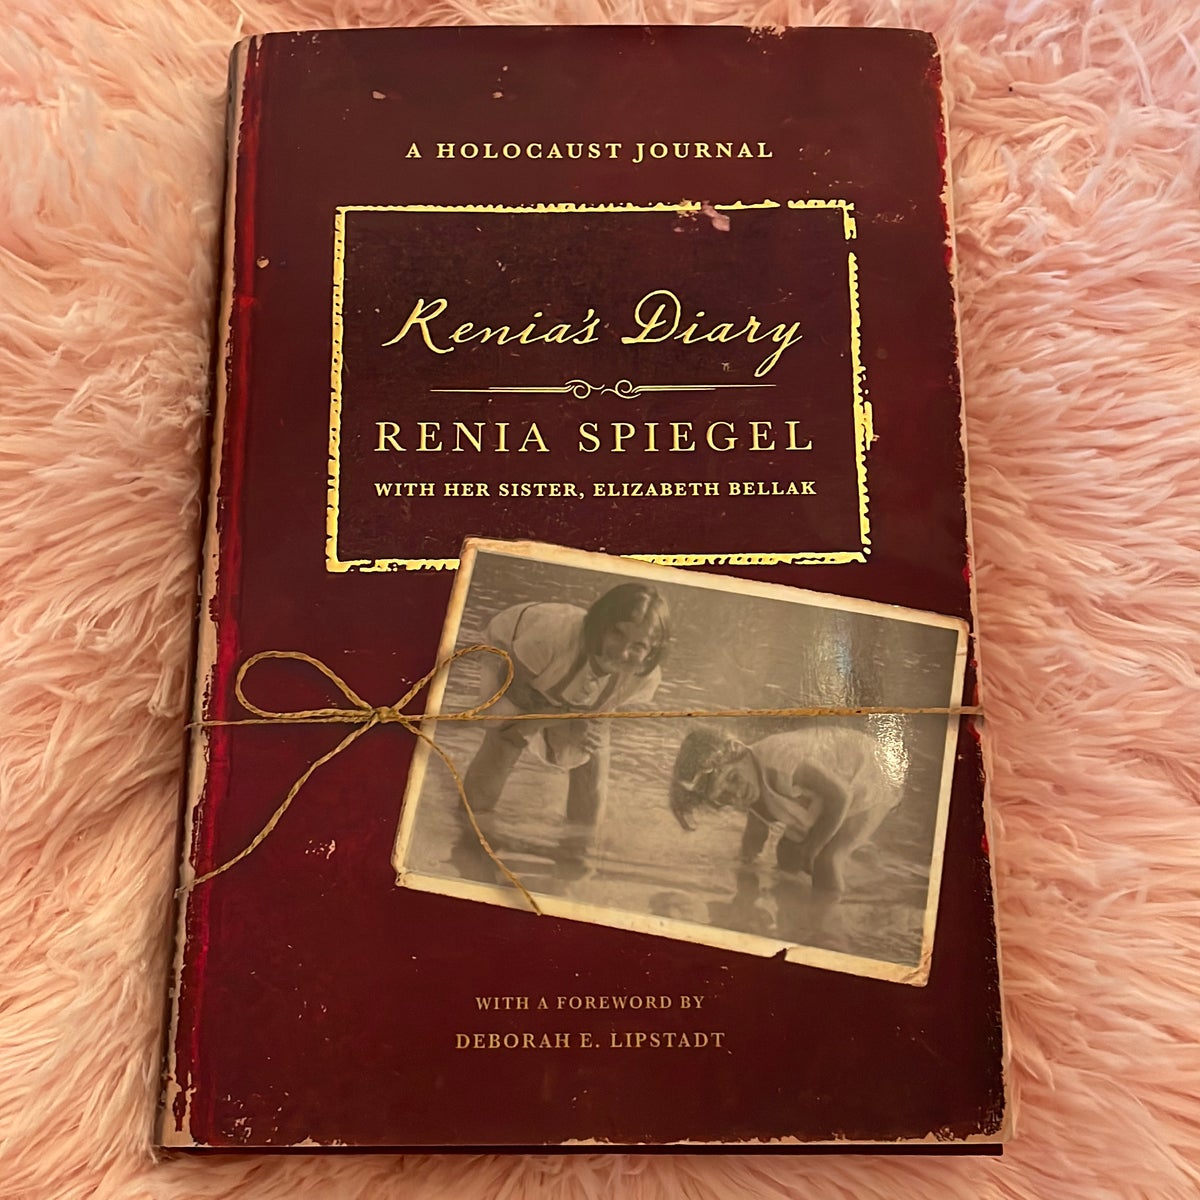 A HOLOCAUST JOURNAL
Renia's Diary
RENIA SPIEGEL
WITH HER SISTER, ELIZABETH BELLAK
WITH A FOREWORD BY
DEBORAH E. LIPSTADT